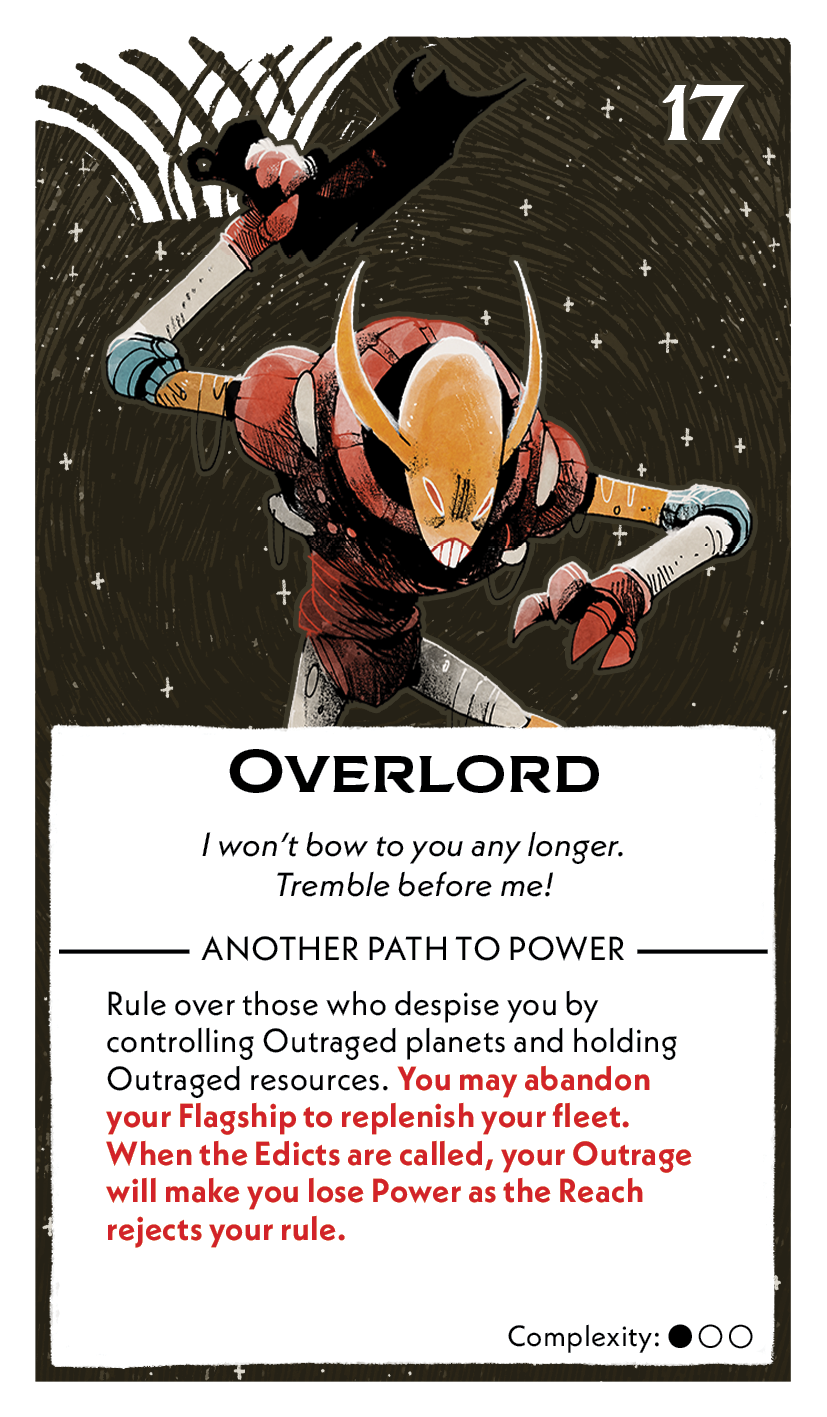 17
Overlord
I won't bow to you any longer.
Tremble before me!
ANOTHER PATH TO POWER
Rule over those who despise you by
controlling Outraged planets and holding
Outraged resources. You may abandon
your Flagship to replenish your fleet.
When the Edicts are called, your Outrage
will make you lose Power as the Reach
rejects your rule.
Complexity: ●○○